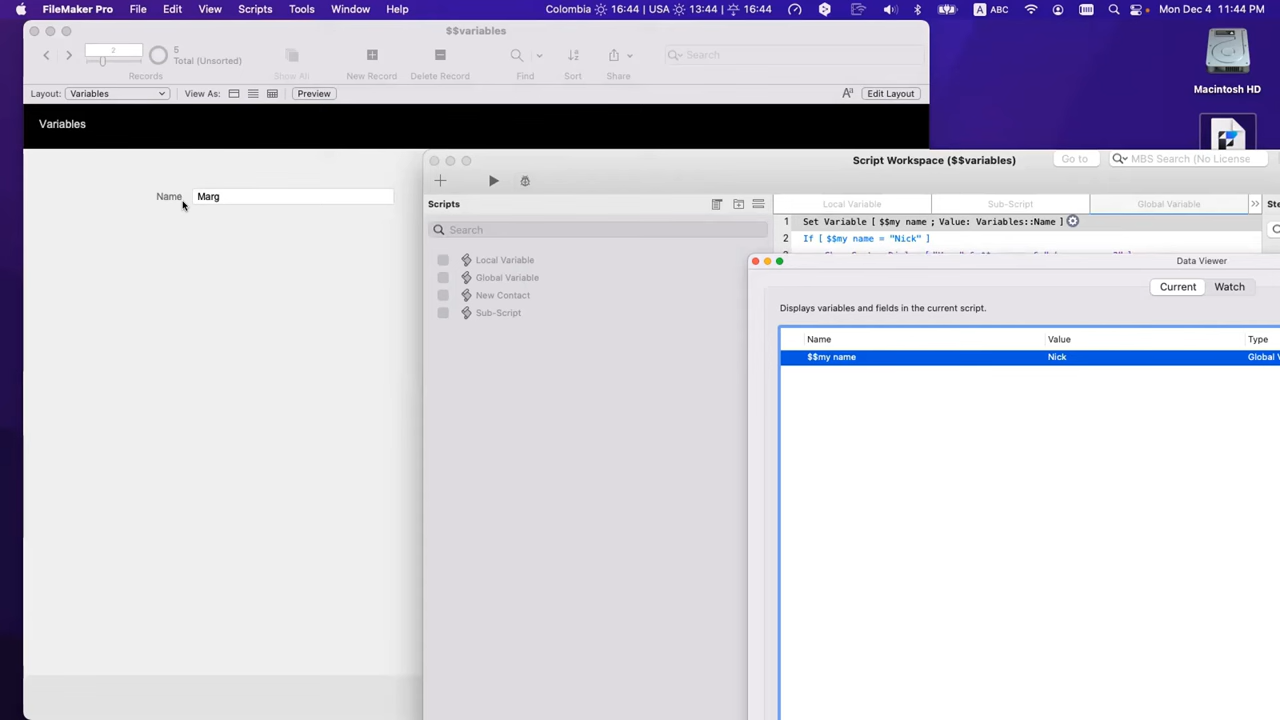 FileMaker Pro File Edit View Scripts Tools Window Help Colombia 16:44 | USA 13:44 | 16:44 A ABC Mon Dec 4 11:44 PM
$$variables
2
5
Total (Unsorted)
Records Show All New Record Delete Record Find Sort Share
Search
Macintosh HD
Layout: Variables View As: Preview Aª Edit Layout
Variables
Name Marg
Script Workspace ($$variables) Go to MBS Search (No License
Scripts
Search
Local Variable
Global Variable
New Contact
Sub-Script
Local Variable Sub-Script Global Variable >> Ste
1 Set Variable [ $$my name ; Value: Variables::Name ]
2 If [ $$my name = "Nick" ]
Data Viewer
Current Watch
Displays variables and fields in the current script.
Name Value Type
$$my name Nick Global V